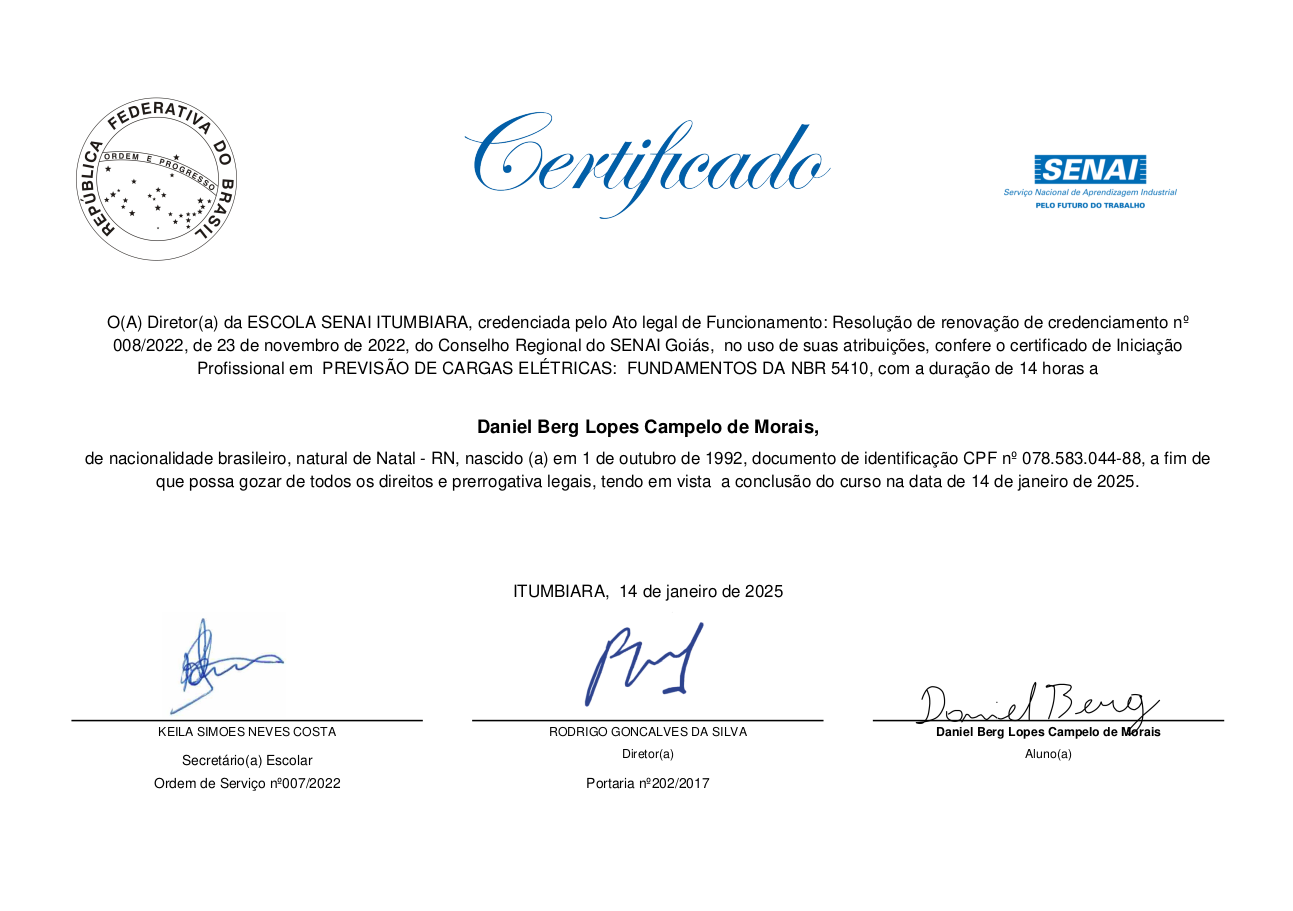 REPÚBLICA FEDERATIVA DO BRASIL
ORDEM E PROGRESSO
Certificado
SENAI
Serviço Nacional de Aprendizagem Industrial
PELO FUTURO DO TRABALHO
O(A) Diretor(a) da ESCOLA SENAI ITUMBIARA, credenciada pelo Ato legal de Funcionamento: Resolução de renovação de credenciamento nº
008/2022, de 23 de novembro de 2022, do Conselho Regional do SENAI Goiás, no uso de suas atribuições, confere o certificado de Iniciação
Profissional em PREVISÃO DE CARGAS ELÉTRICAS: FUNDAMENTOS DA NBR 5410, com a duração de 14 horas a
Daniel Berg Lopes Campelo de Morais,
de nacionalidade brasileiro, natural de Natal - RN, nascido (a) em 1 de outubro de 1992, documento de identificação CPF nº 078.583.044-88, a fim de
que possa gozar de todos os direitos e prerrogativa legais, tendo em vista a conclusão do curso na data de 14 de janeiro de 2025.
ITUMBIARA, 14 de janeiro de 2025
Daniel Berg
KEILA SIMOES NEVES COSTA
Secretário(a) Escolar
Ordem de Serviço nº007/2022
RODRIGO GONCALVES DA SILVA
Diretor(a)
Portaria nº202/2017
Daniel Berg Lopes Campelo de Morais
Aluno(a)